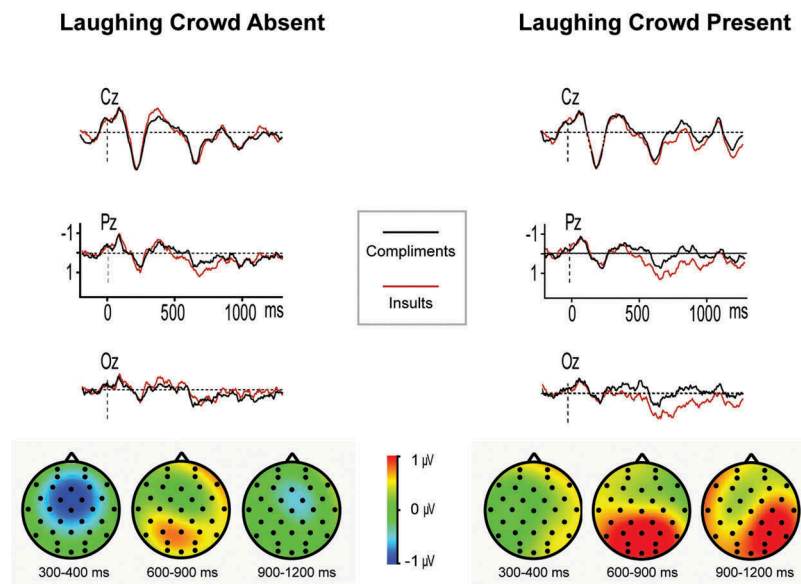 Laughing Crowd Absent
Laughing Crowd Present
Cz
Cz
Pz
Pz
-1
1
0 500 1000 ms
-1
1
0 500 1000 ms
Compliments
Insults
Oz
Oz
1 µV
0 µV
-1 µV
300-400 ms 600-900 ms 900-1200 ms
300-400 ms 600-900 ms 900-1200 ms